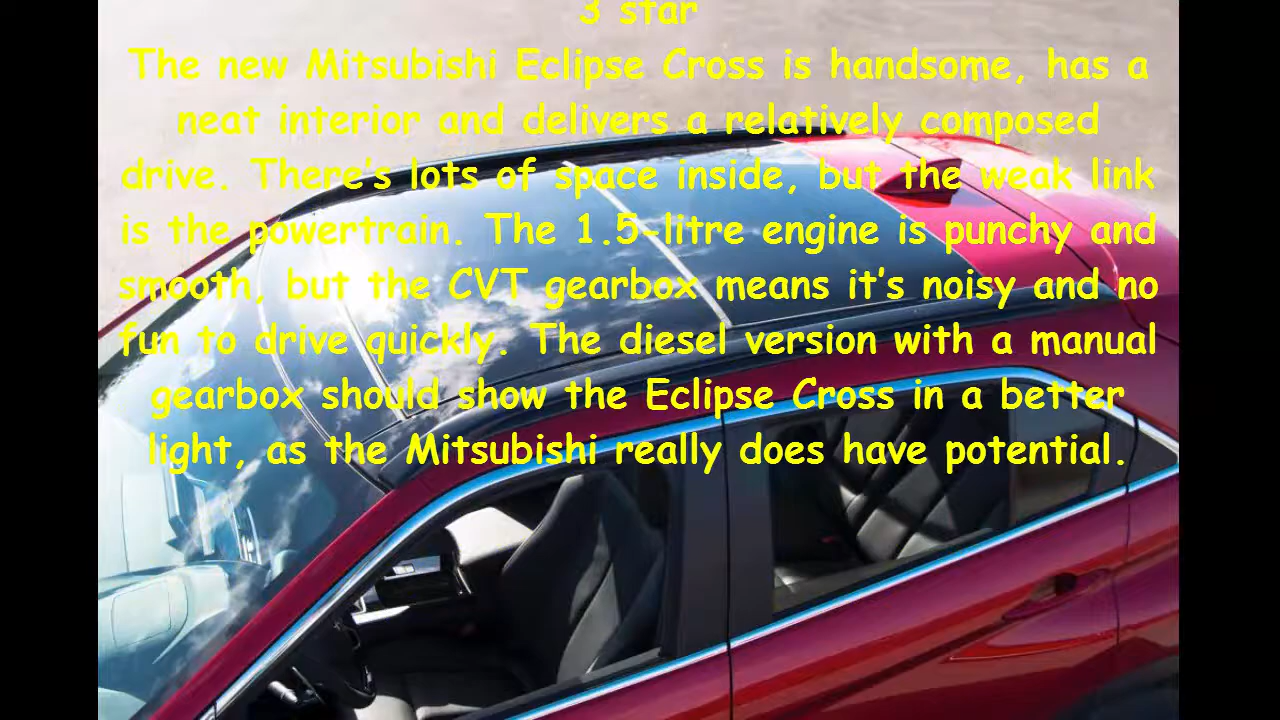 3 star
The new Mitsubishi Eclipse Cross is handsome, has a
neat interior and delivers a relatively composed
drive. There’s lots of space inside, but the weak link
is the powertrain. The 1.5-litre engine is punchy and
smooth, but the CVT gearbox means it’s noisy and no
fun to drive quickly. The diesel version with a manual
gearbox should show the Eclipse Cross in a better
light, as the Mitsubishi really does have potential.